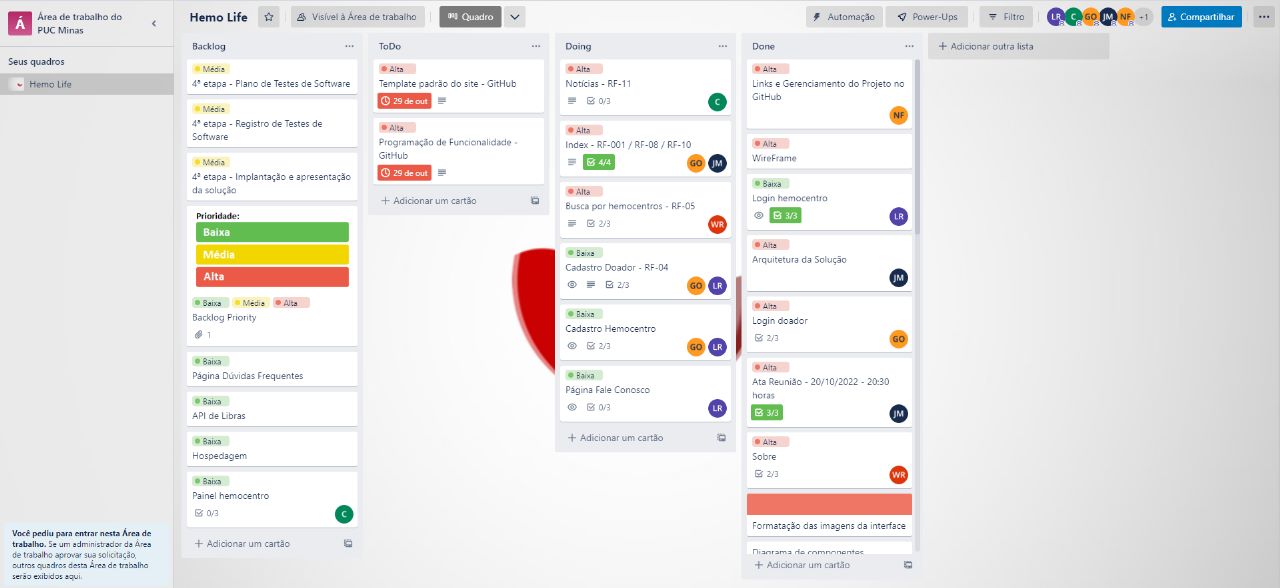 Á
Área de trabalho do
PUC Minas
Seus quadros
Hemo Life
Você pediu para entrar nesta Área de
trabalho. Se um administrador da Área
de trabalho aprovar sua solicitação,
outros quadros desta Área de trabalho
serão exibidos aqui.
Hemo Life
Visível à Área de trabalho
Quadro
Automação
Power-Ups
Filtro
LR
C
GO
JM
NF
+1
Compartilhar
Backlog
Média
4ª etapa - Plano de Testes de Software
Média
4ª etapa - Registro de Testes de
Software
Média
4ª etapa - Implantação e apresentação
da solução
Prioridade:
Baixa
Média
Alta
Baixa Média Alta
Backlog Priority
1
Baixa
Página Dúvidas Frequentes
Baixa
API de Libras
Baixa
Hospedagem
Baixa
Painel hemocentro
0/3
C
+ Adicionar um cartão
ToDo
Alta
Template padrão do site - GitHub
29 de out
Alta
Programação de Funcionalidade -
GitHub
29 de out
+ Adicionar um cartão
Doing
Alta
Notícias - RF-11
0/3
C
Alta
Index - RF-001 / RF-08 / RF-10
4/4
GO JM
Alta
Busca por hemocentros - RF-05
2/3
WR
Baixa
Cadastro Doador - RF-04
2/3
GO LR
Baixa
Cadastro Hemocentro
2/3
GO LR
Baixa
Página Fale Conosco
0/3
LR
+ Adicionar um cartão
Done
Alta
Links e Gerenciamento do Projeto no
GitHub
NF
Alta
WireFrame
Baixa
Login hemocentro
3/3
LR
Alta
Arquitetura da Solução
JM
Alta
Login doador
2/3
GO
Alta
Ata Reunião - 20/10/2022 - 20:30
horas
3/3
JM
Alta
Sobre
2/3
WR
Formatação das imagens da interface
Diagrama de componentes
+ Adicionar um cartão
+ Adicionar outra lista